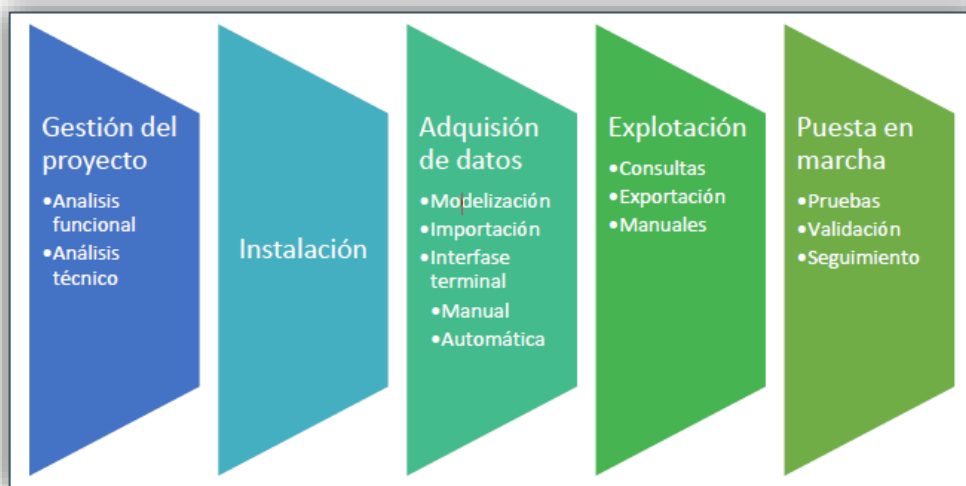 Gestión del
proyecto
•Analisis
funcional
•Análisis
técnico
Instalación
Adquisión
de datos
•Modelización
•Importación
•Interfase
terminal
•Manual
•Automática
Explotación
•Consultas
•Exportación
•Manuales
Puesta en
marcha
•Pruebas
•Validación
•Seguimiento